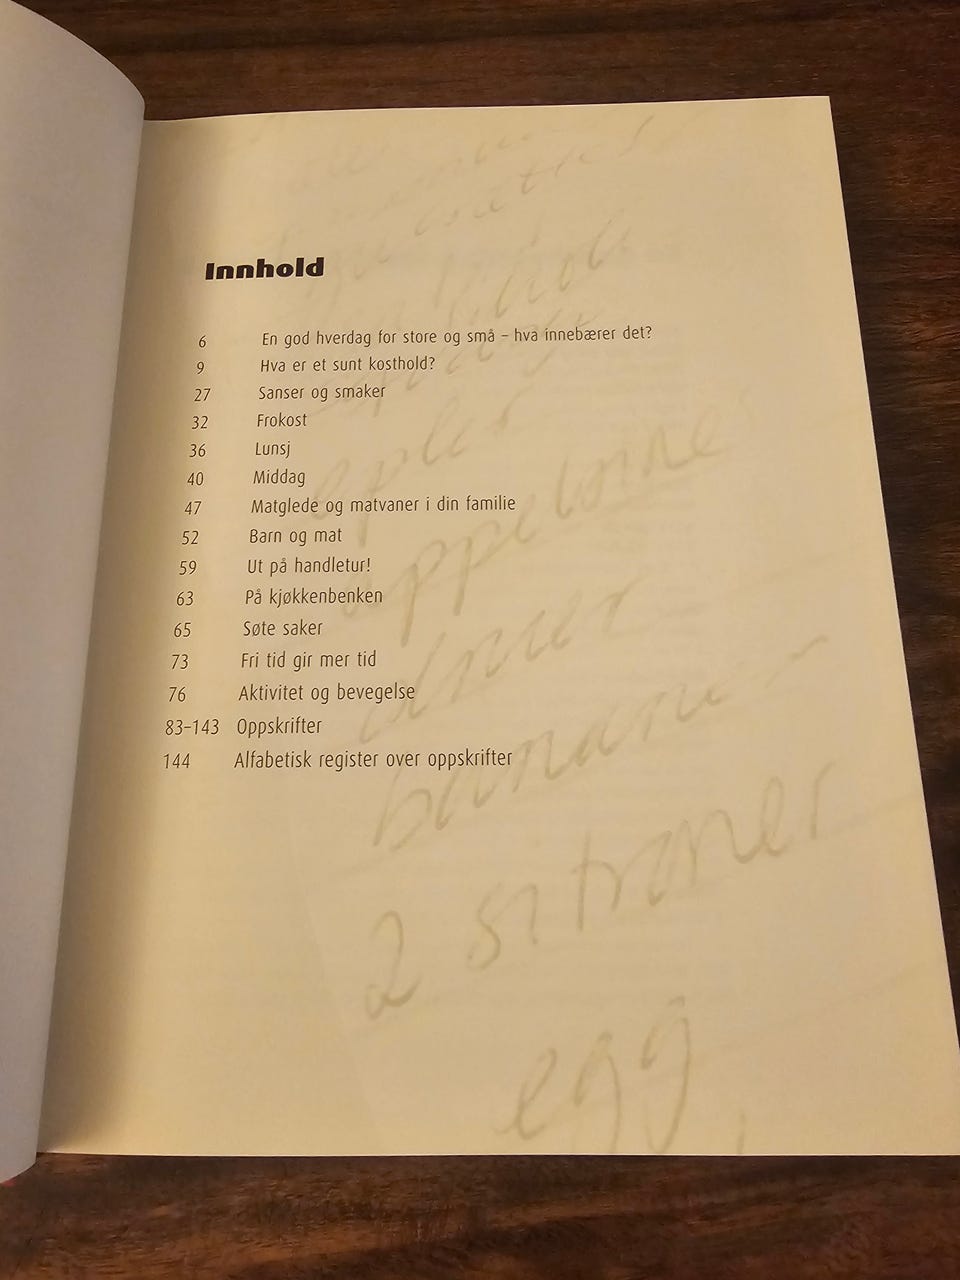 Innhold
6 En god hverdag for store og små – hva innebærer det?
9 Hva er et sunt kosthold?
27 Sanser og smaker
32 Frokost
36 Lunsj
40 Middag
47 Matglede og matvaner i din familie
52 Barn og mat
59 Ut på handletur!
63 På kjøkkenbenken
65 Søte saker
73 Fri tid gir mer tid
76 Aktivitet og bevegelse
83–143 Oppskrifter
144 Alfabetisk register over oppskrifter
epler
appelsiner
druer
bananer
2 sitroner
egg